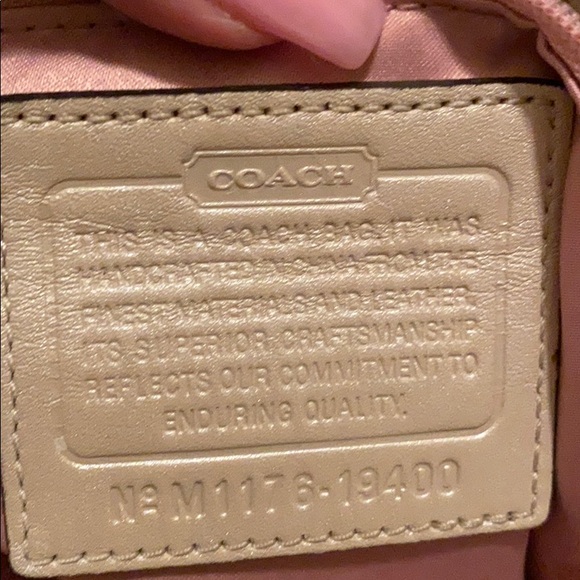 COACH
THIS IS A COACH BAG. IT WAS
HANDCRAFTED IN CHINA FROM THE
FINEST MATERIALS AND LEATHER.
ITS SUPERIOR CRAFTSMANSHIP
REFLECTS OUR COMMITMENT TO
ENDURING QUALITY.
Nº M1176-19400